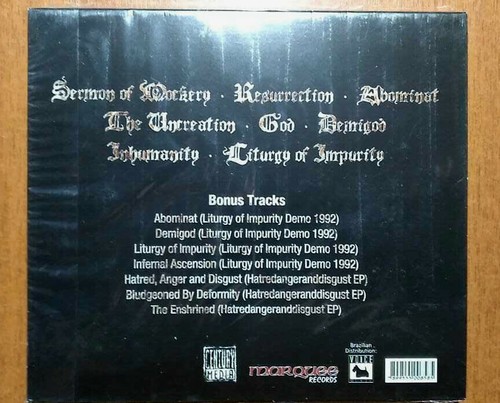 Sermon of Mockery · Resurrection · Abominat
The Uncreation · God · Demigod
Inhumanity · Liturgy of Impurity
Bonus Tracks
Abominat (Liturgy of Impurity Demo 1992)
Demigod (Liturgy of Impurity Demo 1992)
Liturgy of Impurity (Liturgy of Impurity Demo 1992)
Infernal Ascension (Liturgy of Impurity Demo 1992)
Hatred, Anger and Disgust (Hatredangeranddisgust EP)
Bludgeoned By Deformity (Hatredangeranddisgust EP)
The Enshrined (Hatredangeranddisgust EP)
CENTURY
MEDIA
marquee
RECORDS
Brazilian
Distribution:
VOICE